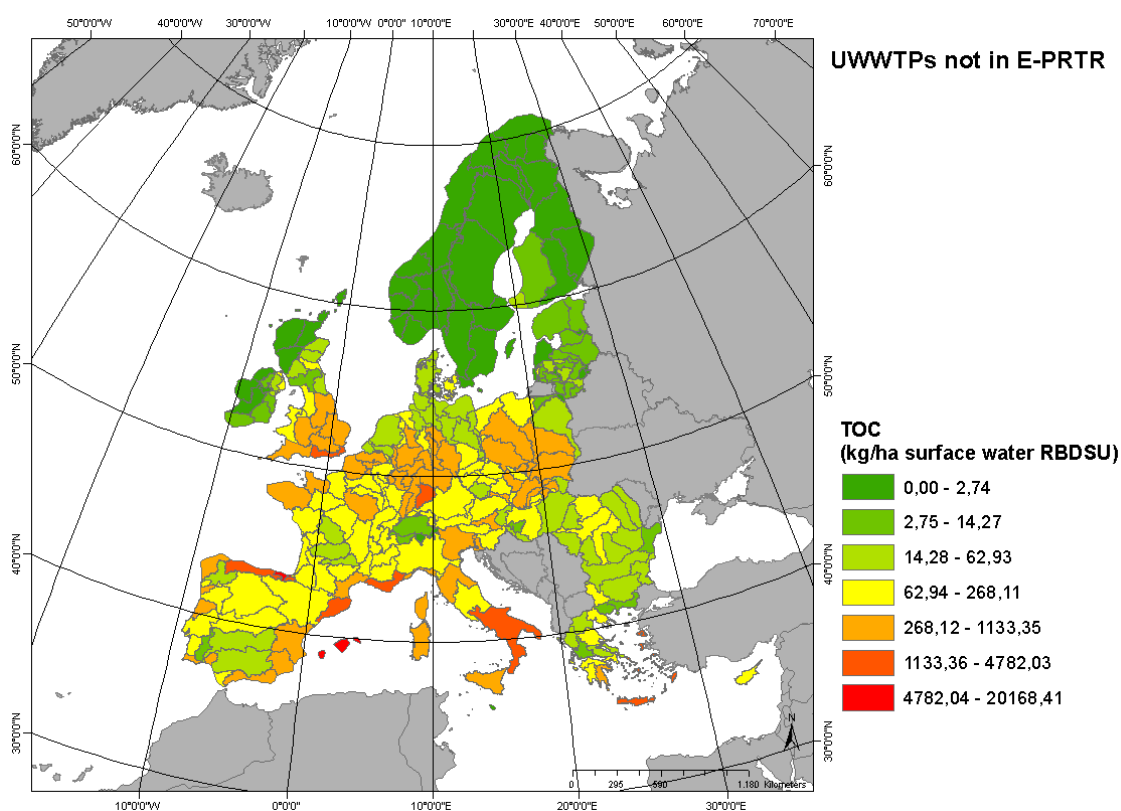 50°0'0"W 40°0'0"W 30°0'0"W 10°0'0"W 0°0'0" 10°0'0"E 30°0'0"E 40°0'0"E 50°0'0"E 60°0'0"E 70°0'0"E
UWWTPs not in E-PRTR
60°0'0"N
60°0'0"N
50°0'0"N
50°0'0"N
40°0'0"N
40°0'0"N
30°0'0"N
30°0'0"N
TOC
(kg/ha surface water RBDSU)
0,00 - 2,74
2,75 - 14,27
14,28 - 62,93
62,94 - 268,11
268,12 - 1133,35
1133,36 - 4782,03
4782,04 - 20168,41
N
0 295 590 1.180 Kilometers
10°0'0"W 0°0'0" 10°0'0"E 20°0'0"E 30°0'0"E